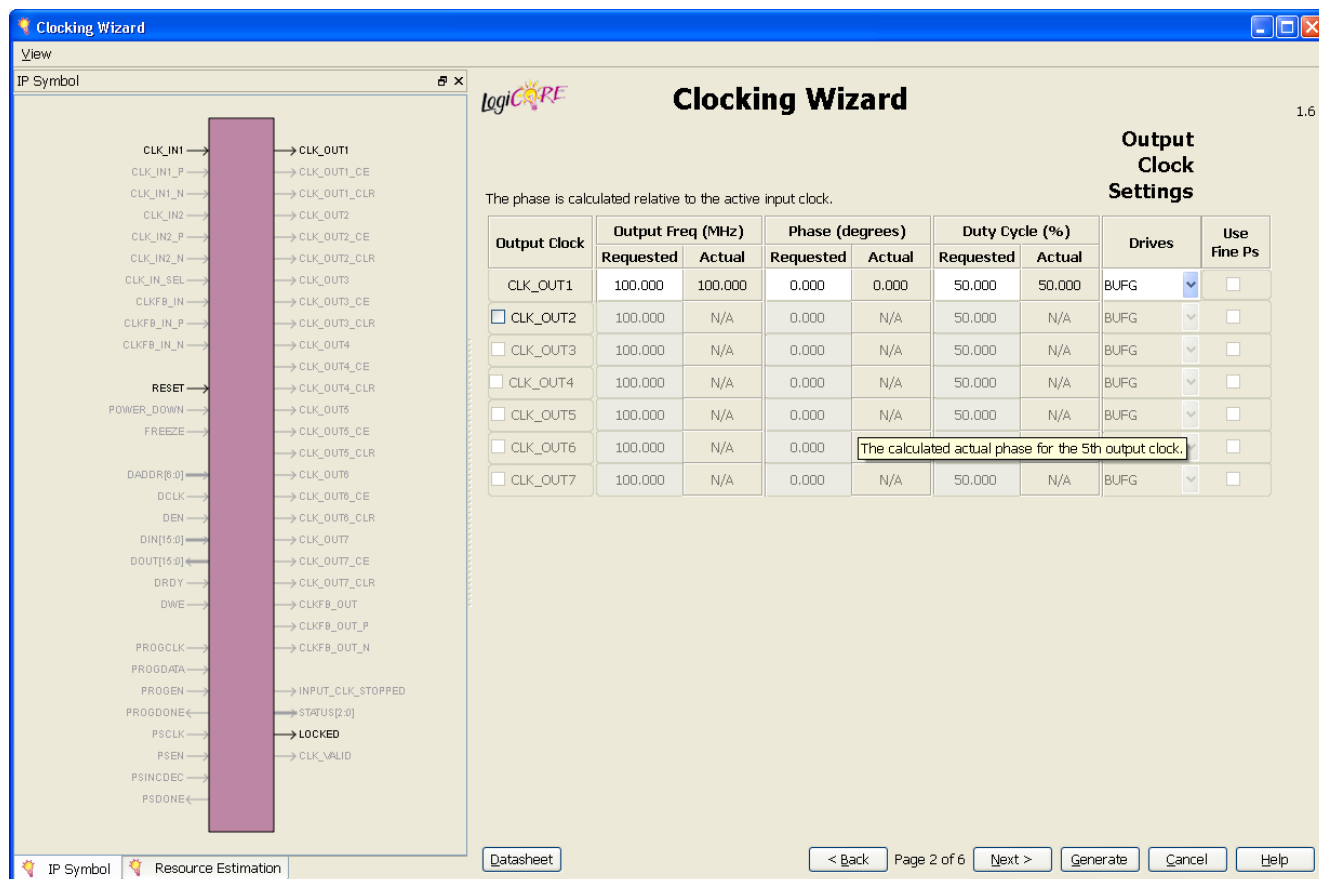 Clocking Wizard
View
IP Symbol
CLK_IN1
CLK_IN1_P
CLK_IN1_N
CLK_IN2
CLK_IN2_P
CLK_IN2_N
CLK_IN_SEL
CLKFB_IN
CLKFB_IN_P
CLKFB_IN_N
RESET
POWER_DOWN
FREEZE
DADDR[6:0]
DCLK
DEN
DIN[15:0]
DOUT[15:0]
DRDY
DWE
PROGCLK
PROGDATA
PROGEN
PROGDONE
PSCLK
PSEN
PSINCDEC
PSDONE
CLK_OUT1
CLK_OUT1_CE
CLK_OUT1_CLR
CLK_OUT2
CLK_OUT2_CE
CLK_OUT2_CLR
CLK_OUT3
CLK_OUT3_CE
CLK_OUT3_CLR
CLK_OUT4
CLK_OUT4_CE
CLK_OUT4_CLR
CLK_OUT5
CLK_OUT5_CE
CLK_OUT5_CLR
CLK_OUT6
CLK_OUT6_CE
CLK_OUT6_CLR
CLK_OUT7
CLK_OUT7_CE
CLK_OUT7_CLR
CLKFB_OUT
CLKFB_OUT_P
CLKFB_OUT_N
INPUT_CLK_STOPPED
STATUS[2:0]
LOCKED
CLK_VALID
IP Symbol Resource Estimation
logiCORE
Clocking Wizard
1.6
Output
Clock
Settings
The phase is calculated relative to the active input clock.
Output Clock Output Freq (MHz) Phase (degrees) Duty Cycle (%) Drives Use Fine Ps
Requested Actual Requested Actual Requested Actual
CLK_OUT1 100.000 100.000 0.000 0.000 50.000 50.000 BUFG
CLK_OUT2 100.000 N/A 0.000 N/A 50.000 N/A BUFG
CLK_OUT3 100.000 N/A 0.000 N/A 50.000 N/A BUFG
CLK_OUT4 100.000 N/A 0.000 N/A 50.000 N/A BUFG
CLK_OUT5 100.000 N/A 0.000 N/A 50.000 N/A BUFG
CLK_OUT6 100.000 N/A 0.000 The calculated actual phase for the 5th output clock.
CLK_OUT7 100.000 N/A 0.000 N/A 50.000 N/A BUFG
Datasheet < Back Page 2 of 6 Next > Generate Cancel Help